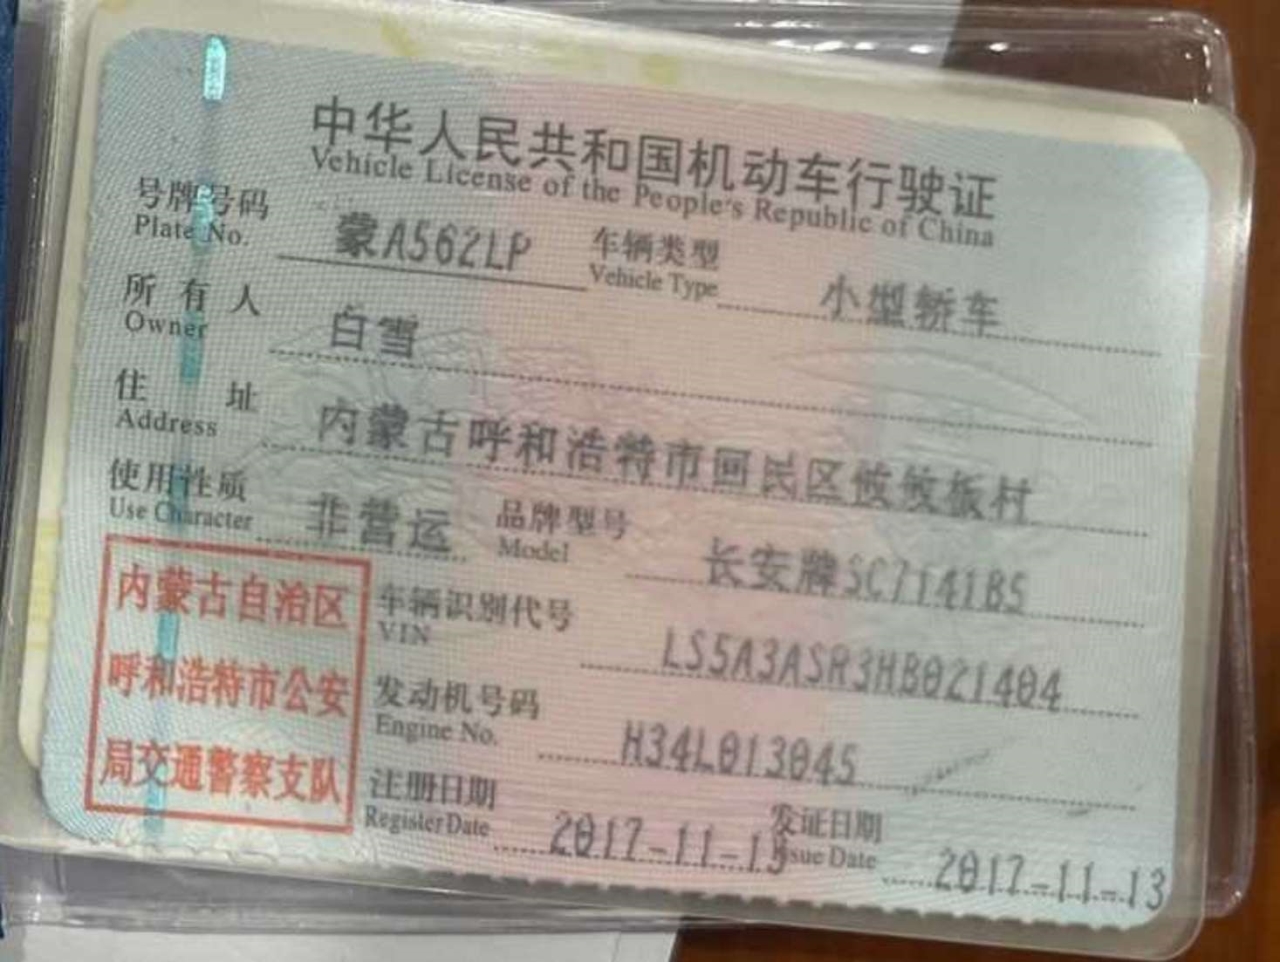 中华人民共和国机动车行驶证
Vehicle License of the People's Republic of China
号牌号码 蒙A562LP 车辆类型 小型轿车
Plate No. Vehicle Type
所有人 白雪
Owner
住址 内蒙古呼和浩特市回民区攸攸板村
Address
使用性质 非营运 品牌型号 长安牌SC7141B5
Use Character Model
内蒙古自治区
呼和浩特市公安
局交通警察支队
车辆识别代号 LS5A3ASR3HB021404
VIN
发动机号码 H34L013045
Engine No.
注册日期 2017-11-13 发证日期 2017-11-13
Register Date Issue Date